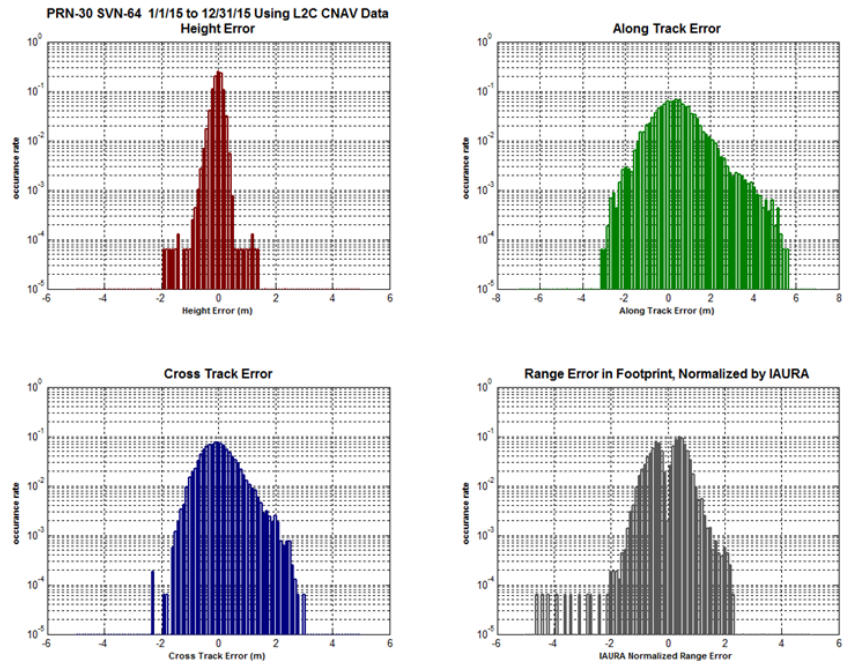 PRN-30 SVN-64 1/1/15 to 12/31/15 Using L2C CNAV Data
Height Error
10^0
10^-1
10^-2
10^-3
10^-4
10^-5
occurance rate
-6 -4 -2 0 2 4 6
Height Error (m)
Along Track Error
10^0
10^-1
10^-2
10^-3
10^-4
10^-5
occurance rate
-8 -6 -4 -2 0 2 4 6 8
Along Track Error (m)
Cross Track Error
10^0
10^-1
10^-2
10^-3
10^-4
10^-5
occurance rate
-6 -4 -2 0 2 4 6
Cross Track Error (m)
Range Error in Footprint, Normalized by IAURA
10^0
10^-1
10^-2
10^-3
10^-4
10^-5
occurance rate
-6 -4 -2 0 2 4 6
IAURA Normalized Range Error